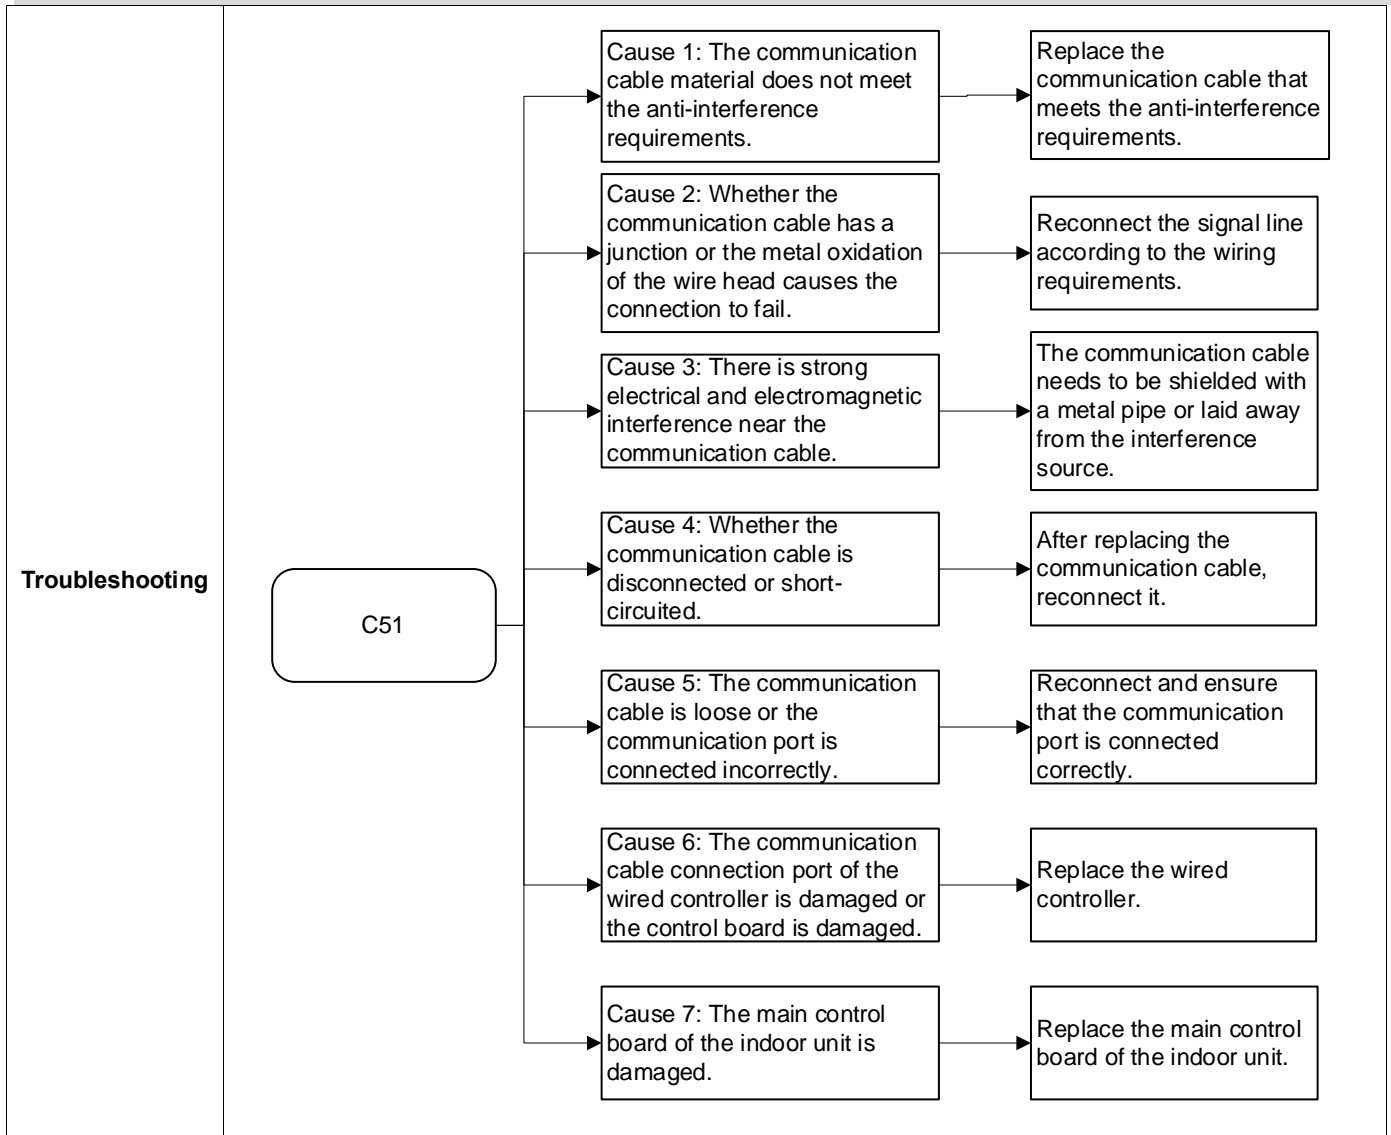 Troubleshooting
C51
Cause 1: The communication
cable material does not meet
the anti-interference
requirements.
Replace the
communication cable that
meets the anti-interference
requirements.
Cause 2: Whether the
communication cable has a
junction or the metal oxidation
of the wire head causes the
connection to fail.
Reconnect the signal line
according to the wiring
requirements.
Cause 3: There is strong
electrical and electromagnetic
interference near the
communication cable.
The communication cable
needs to be shielded with
a metal pipe or laid away
from the interference
source.
Cause 4: Whether the
communication cable is
disconnected or short-
circuited.
After replacing the
communication cable,
reconnect it.
Cause 5: The communication
cable is loose or the
communication port is
connected incorrectly.
Reconnect and ensure
that the communication
port is connected
correctly.
Cause 6: The communication
cable connection port of the
wired controller is damaged or
the control board is damaged.
Replace the wired
controller.
Cause 7: The main control
board of the indoor unit is
damaged.
Replace the main control
board of the indoor unit.